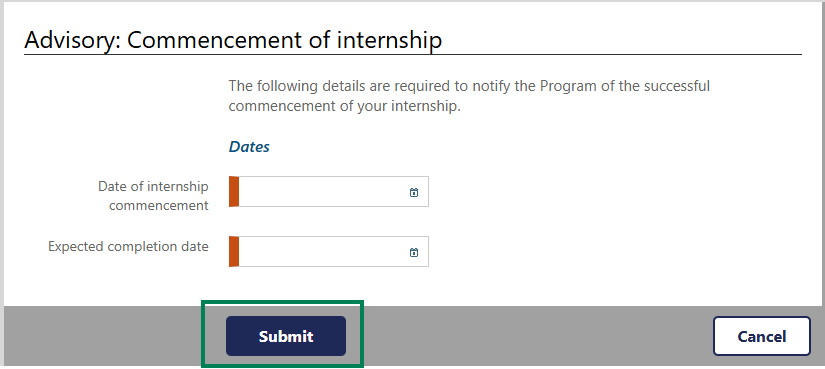 Advisory: Commencement of internship
The following details are required to notify the Program of the successful
commencement of your internship.
Dates
Date of internship
commencement
Expected completion date
Submit
Cancel